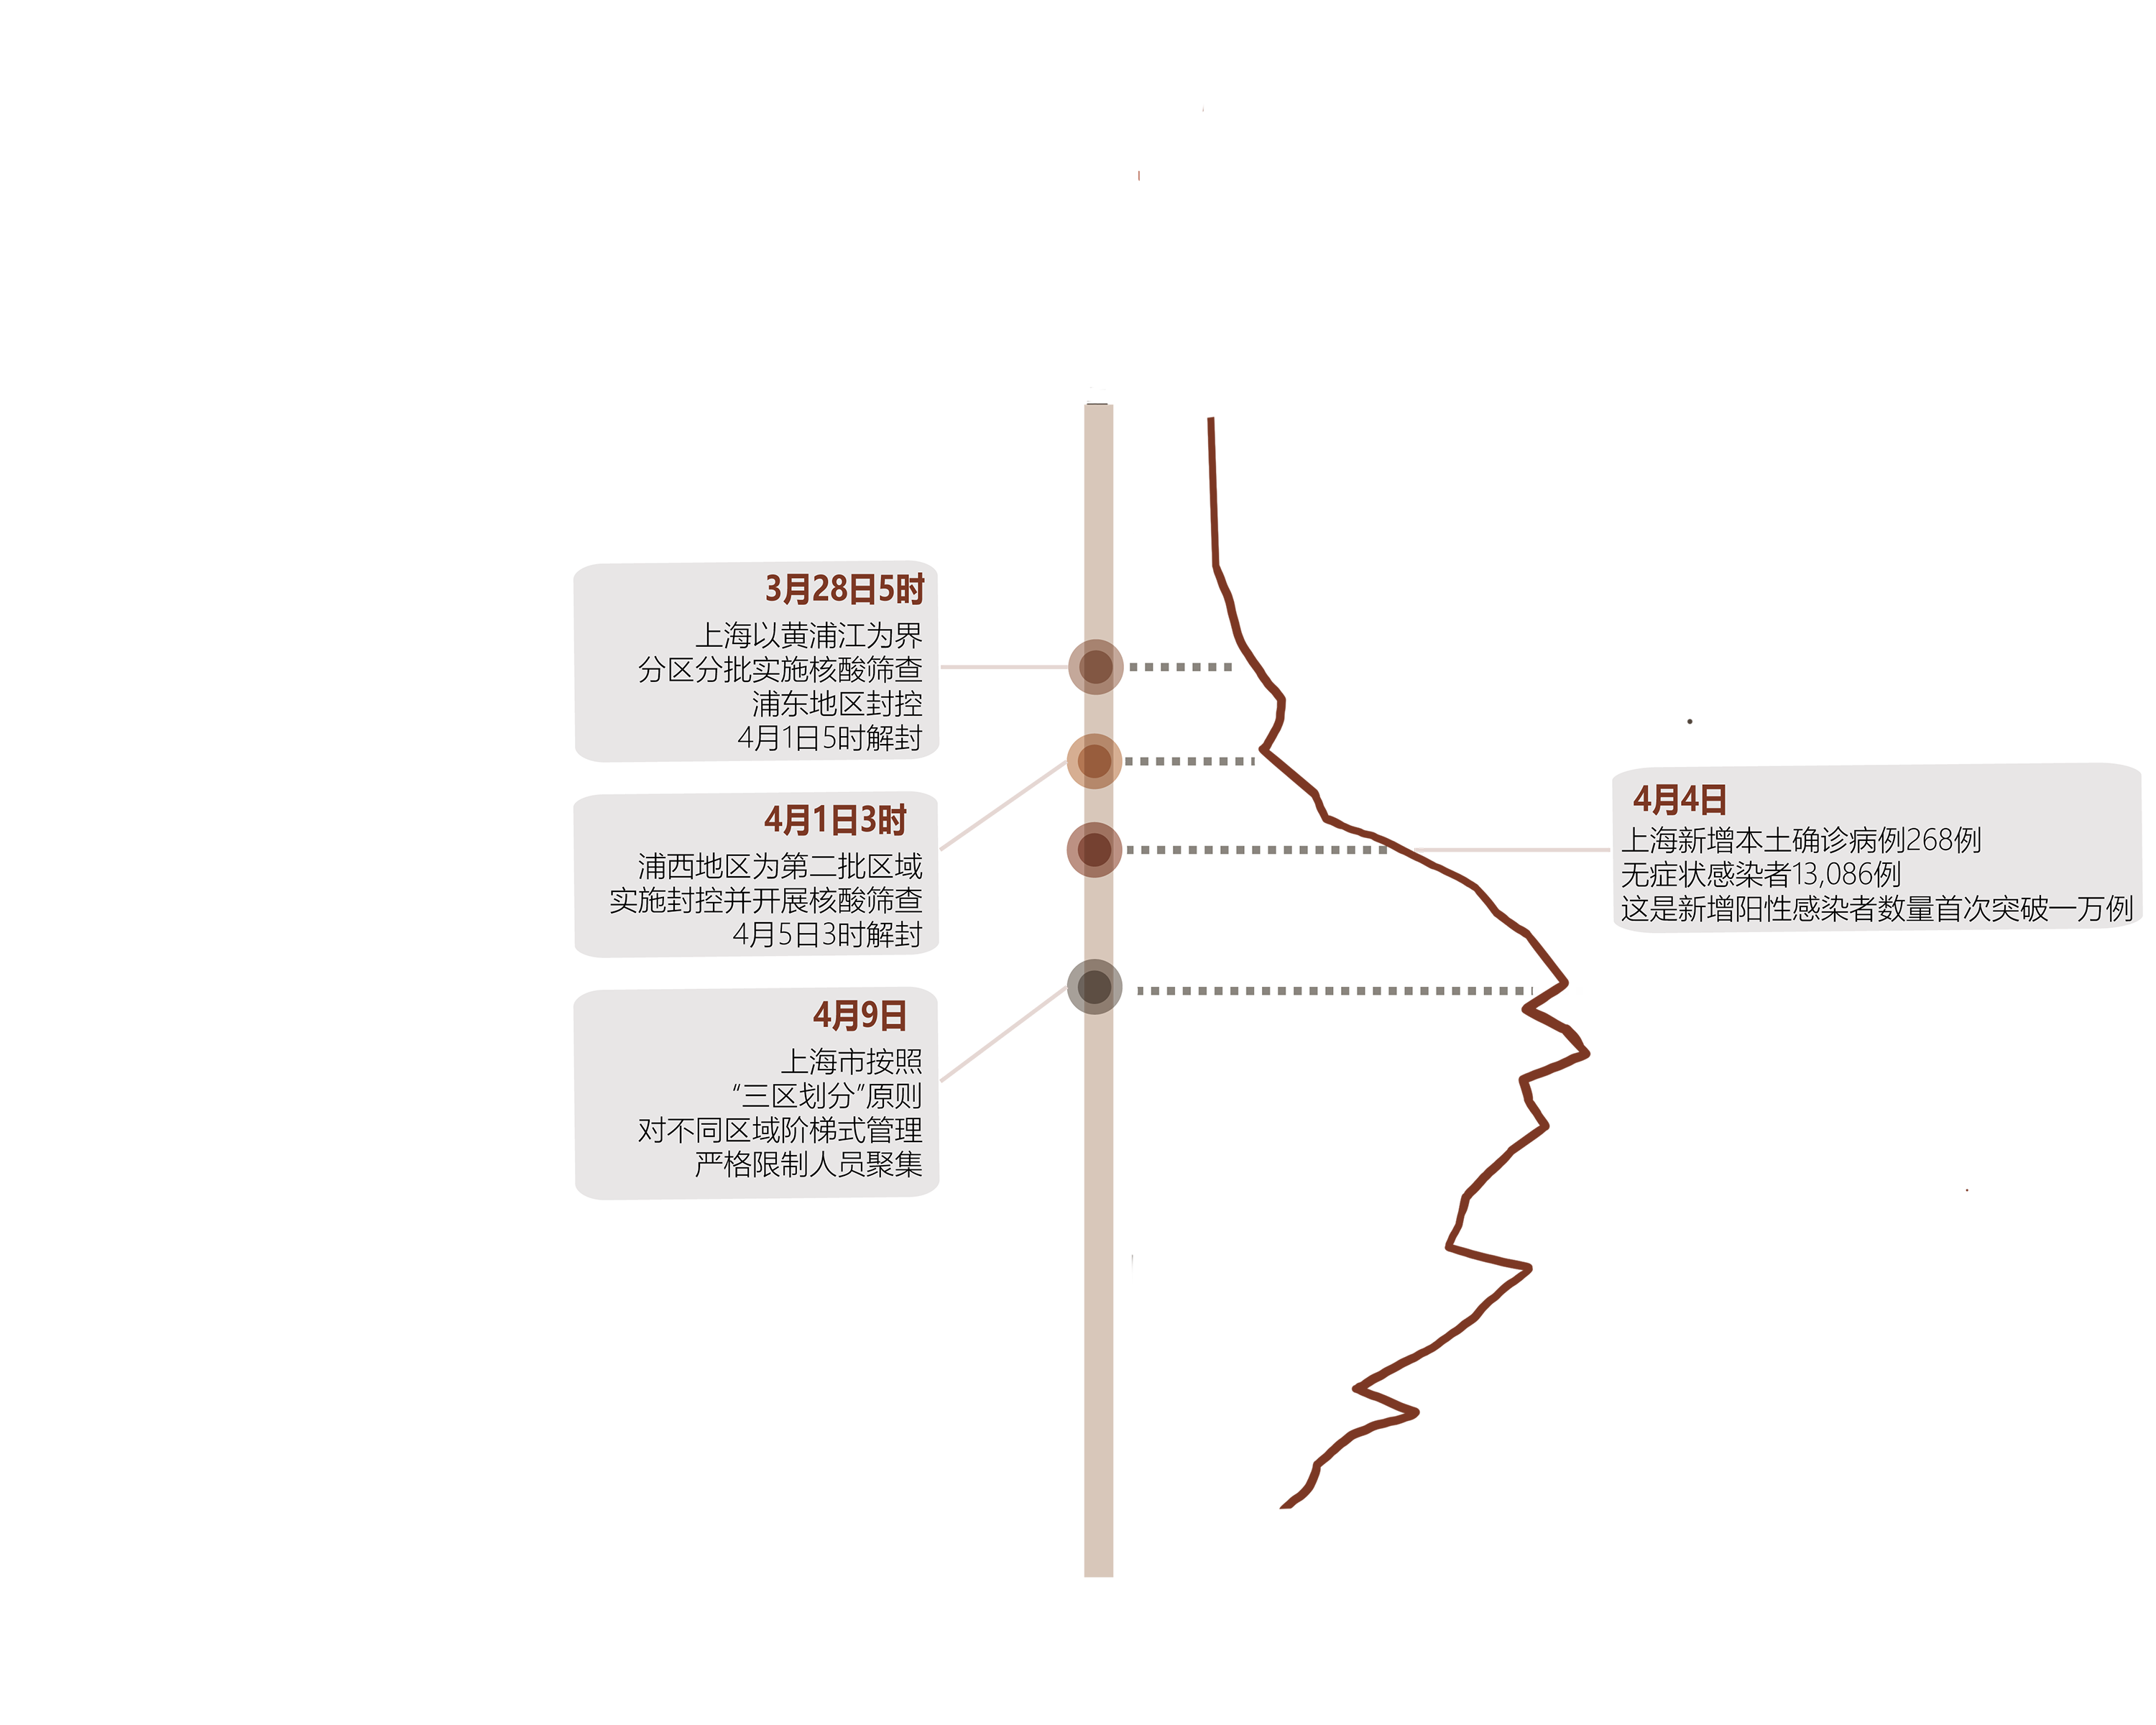 3月28日5时
上海以黄浦江为界
分区分批实施核酸筛查
浦东地区封控
4月1日5时解封
4月1日3时
浦西地区为第二批区域
实施封控并开展核酸筛查
4月5日3时解封
4月4日
上海新增本土确诊病例268例
无症状感染者13,086例
这是新增阳性感染者数量首次突破一万例
4月9日
上海市按照
“三区划分”原则
对不同区域阶梯式管理
严格限制人员聚集